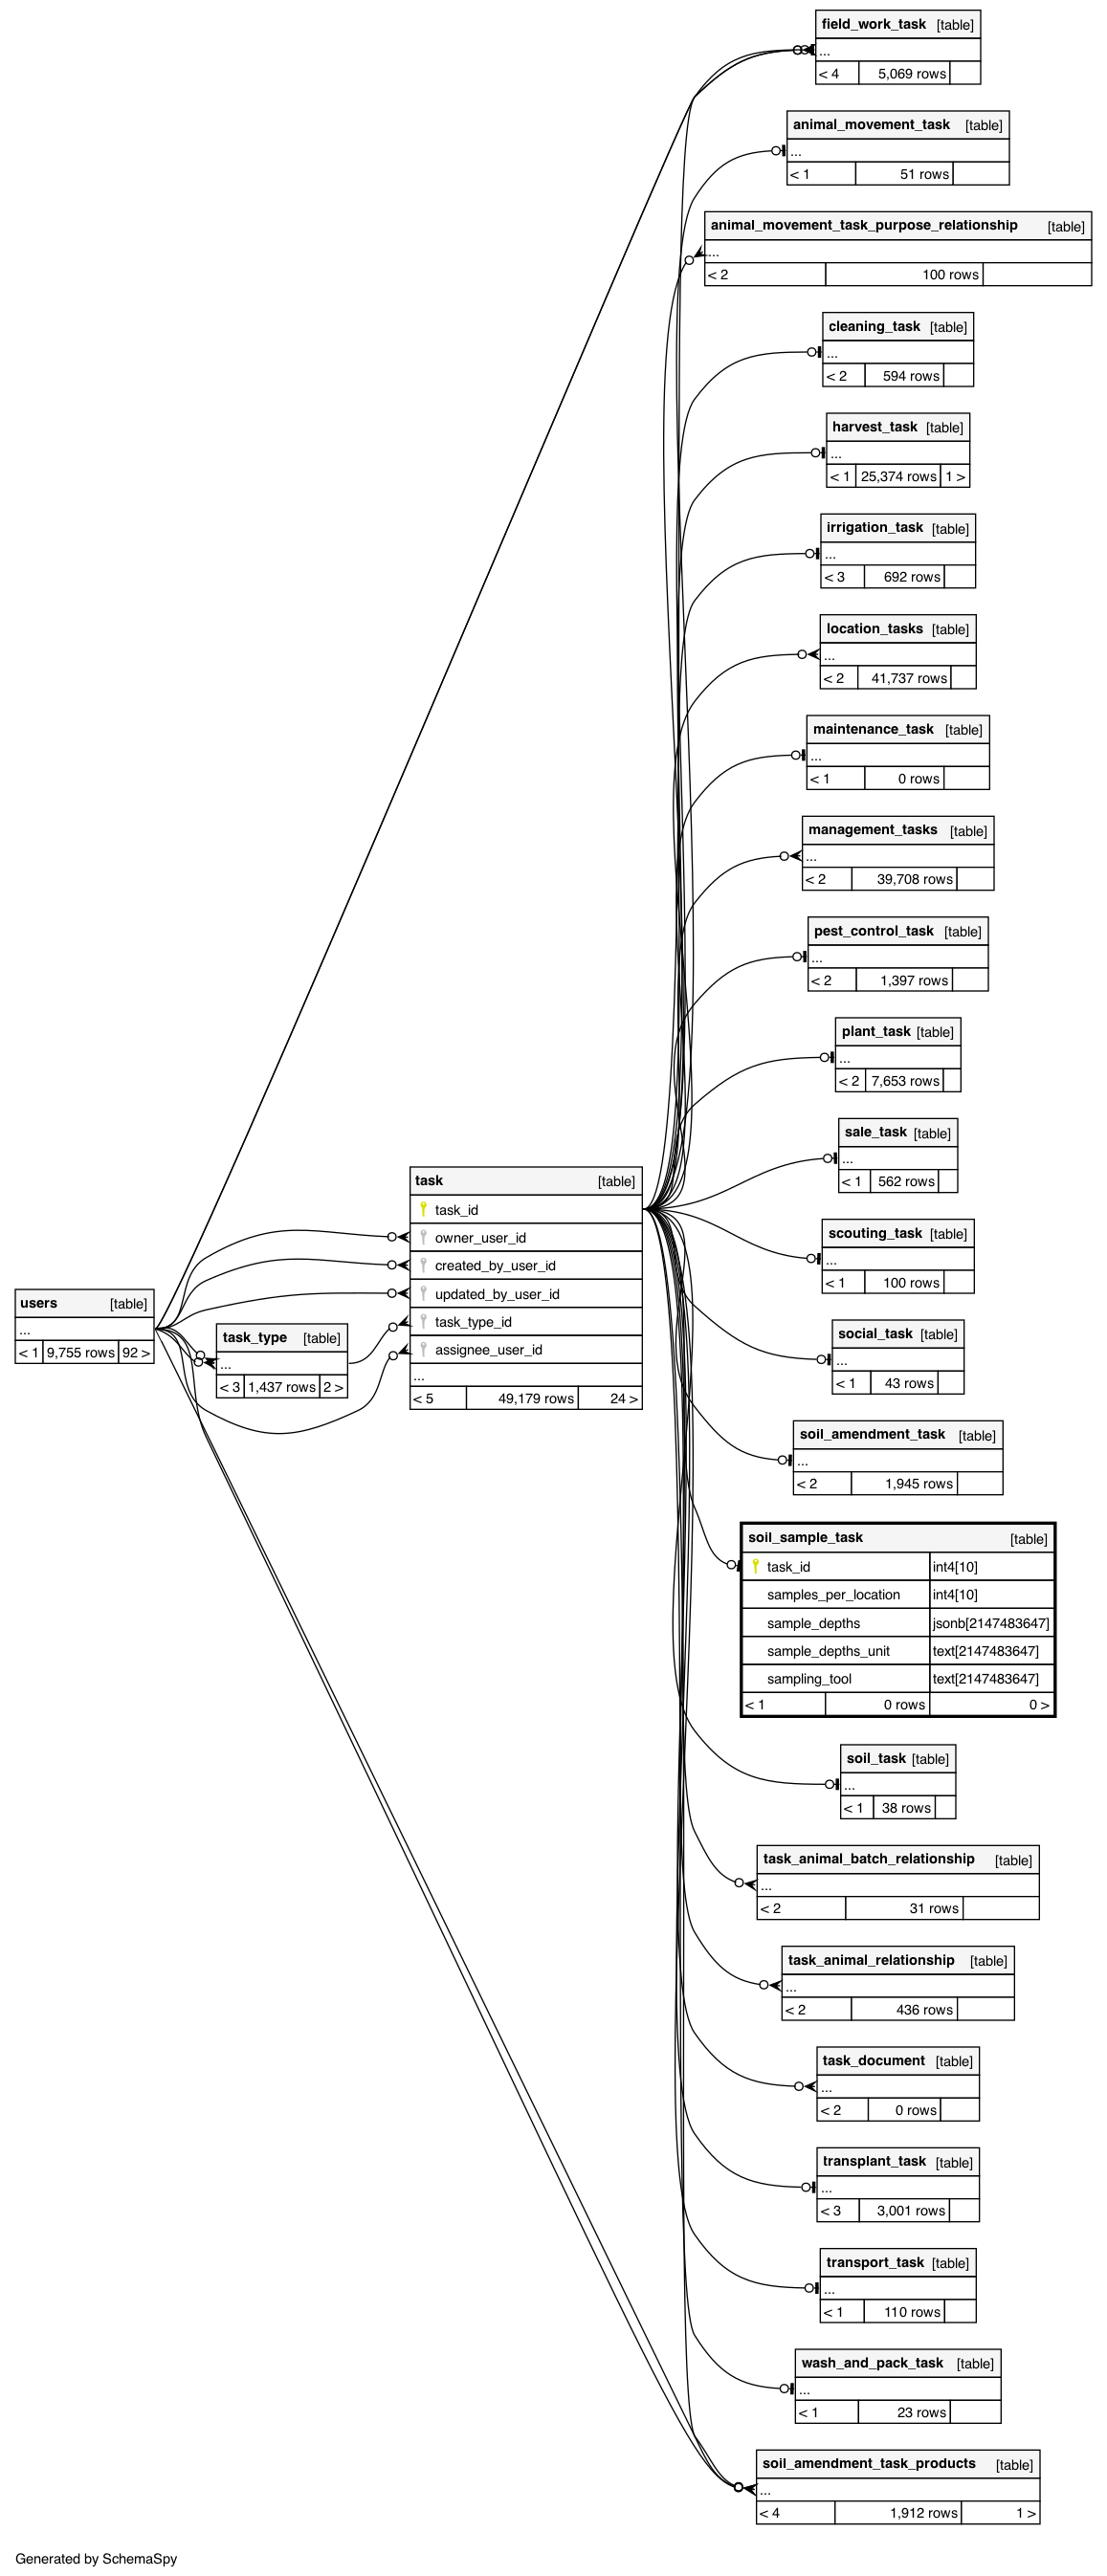 field_work_task [table]
...
< 4 5,069 rows
animal_movement_task [table]
...
< 1 51 rows
animal_movement_task_purpose_relationship [table]
...
< 2 100 rows
cleaning_task [table]
...
< 2 594 rows
harvest_task [table]
...
< 1 25,374 rows 1 >
irrigation_task [table]
...
< 3 692 rows
location_tasks [table]
...
< 2 41,737 rows
maintenance_task [table]
...
< 1 0 rows
management_tasks [table]
...
< 2 39,708 rows
pest_control_task [table]
...
< 2 1,397 rows
plant_task [table]
...
< 2 7,653 rows
sale_task [table]
...
< 1 562 rows
scouting_task [table]
...
< 1 100 rows
social_task [table]
...
< 1 43 rows
soil_amendment_task [table]
...
< 2 1,945 rows
task [table]
task_id
owner_user_id
created_by_user_id
updated_by_user_id
task_type_id
assignee_user_id
...
< 5 49,179 rows 24 >
users [table]
...
< 1 9,755 rows 92 >
task_type [table]
...
< 3 1,437 rows 2 >
soil_sample_task [table]
task_id int4[10]
samples_per_location int4[10]
sample_depths jsonb[2147483647]
sample_depths_unit text[2147483647]
sampling_tool text[2147483647]
< 1 0 rows 0 >
soil_task [table]
...
< 1 38 rows
task_animal_batch_relationship [table]
...
< 2 31 rows
task_animal_relationship [table]
...
< 2 436 rows
task_document [table]
...
< 2 0 rows
transplant_task [table]
...
< 3 3,001 rows
transport_task [table]
...
< 1 110 rows
wash_and_pack_task [table]
...
< 1 23 rows
soil_amendment_task_products [table]
...
< 4 1,912 rows 1 >
Generated by SchemaSpy